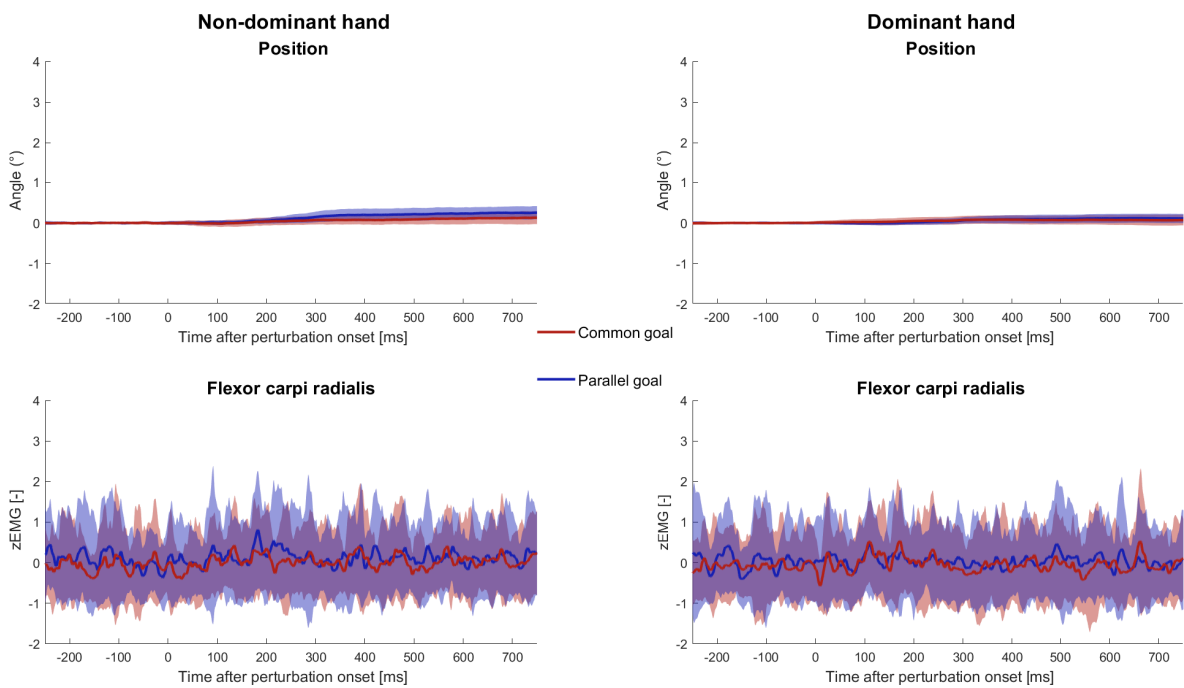 Non-dominant hand
Position
4
3
2
1
0
-1
-2
Angle (°)
-200 -100 0 100 200 300 400 500 600 700
Time after perturbation onset [ms]
Dominant hand
Position
4
3
2
1
0
-1
-2
Angle (°)
-200 -100 0 100 200 300 400 500 600 700
Time after perturbation onset [ms]
Common goal
Parallel goal
Flexor carpi radialis
4
3
2
1
0
-1
-2
zEMG [-]
-200 -100 0 100 200 300 400 500 600 700
Time after perturbation onset [ms]
Flexor carpi radialis
4
3
2
1
0
-1
-2
zEMG [-]
-200 -100 0 100 200 300 400 500 600 700
Time after perturbation onset [ms]